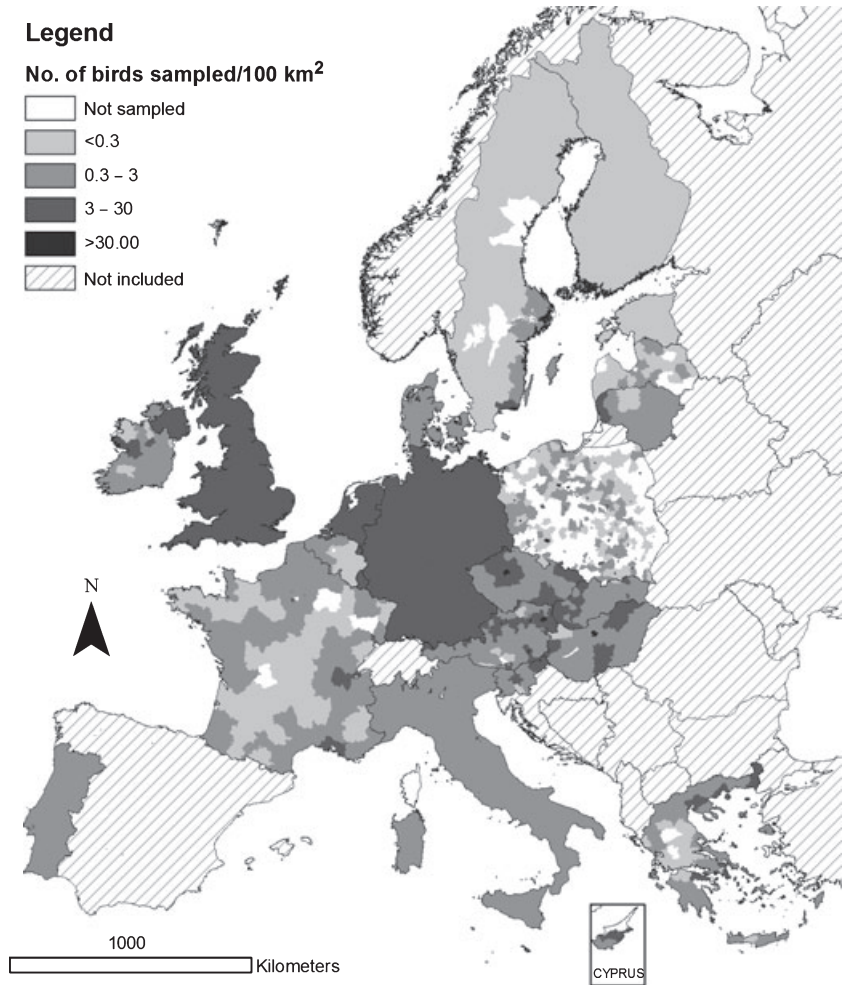 Legend
No. of birds sampled/100 km²
Not sampled
<0.3
0.3 – 3
3 – 30
>30.00
Not included
N
1000
Kilometers
CYPRUS